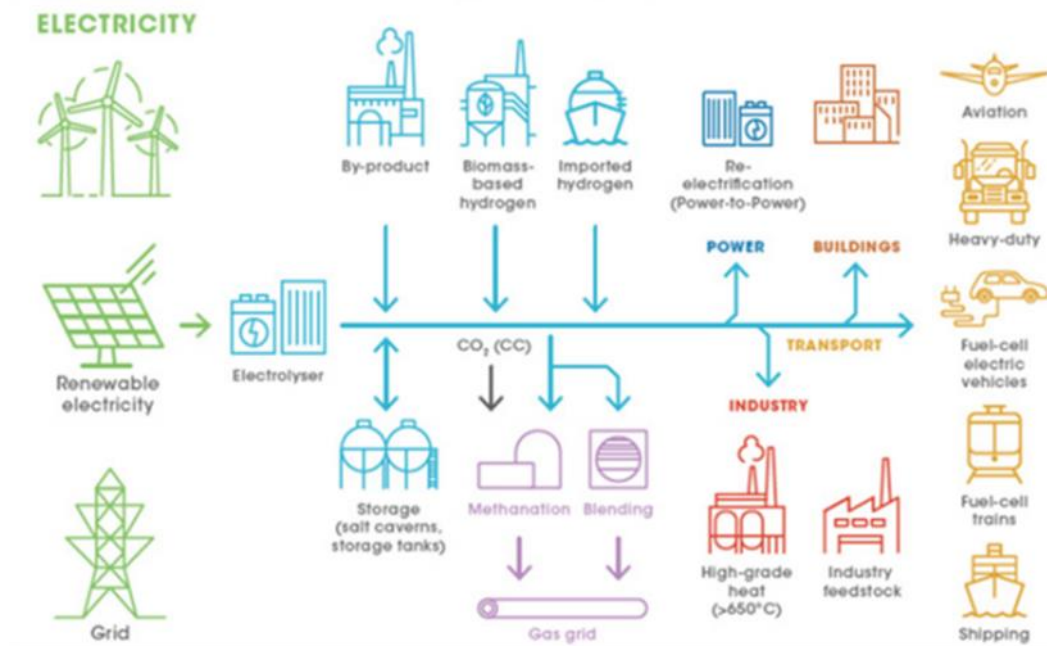 ELECTRICITY
Renewable
electricity
Grid
Electrolyser
By-product
Biomass-
based
hydrogen
Imported
hydrogen
Re-
electrification
(Power-to-Power)
POWER
BUILDINGS
TRANSPORT
CO₂ (CC)
INDUSTRY
Storage
(salt caverns,
storage tanks)
Methanation
Blending
Gas grid
High-grade
heat
(>650°C)
Industry
feedstock
Aviation
Heavy-duty
Fuel-cell
electric
vehicles
Fuel-cell
trains
Shipping